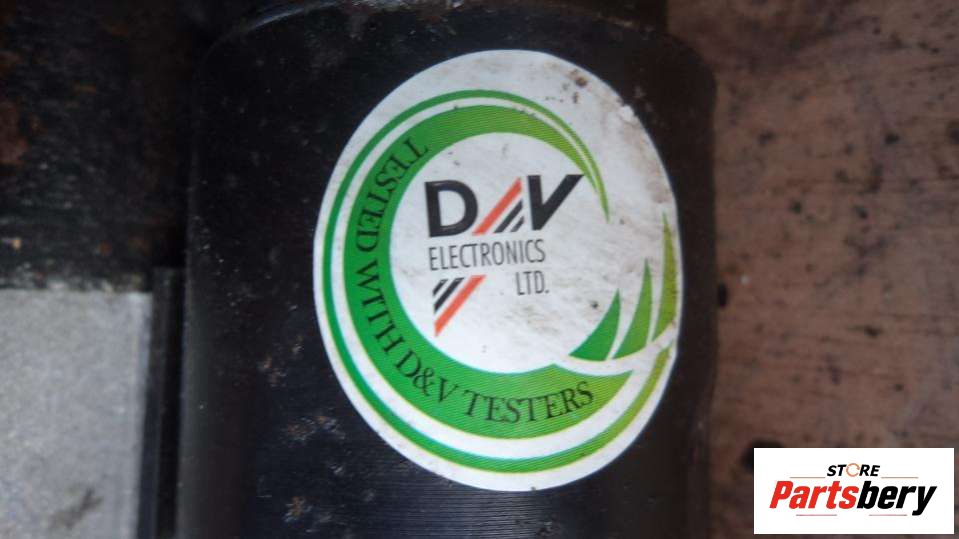 TESTED WITH D&V TESTERS
D/V
ELECTRONICS
LTD.
STORE
Partsbery